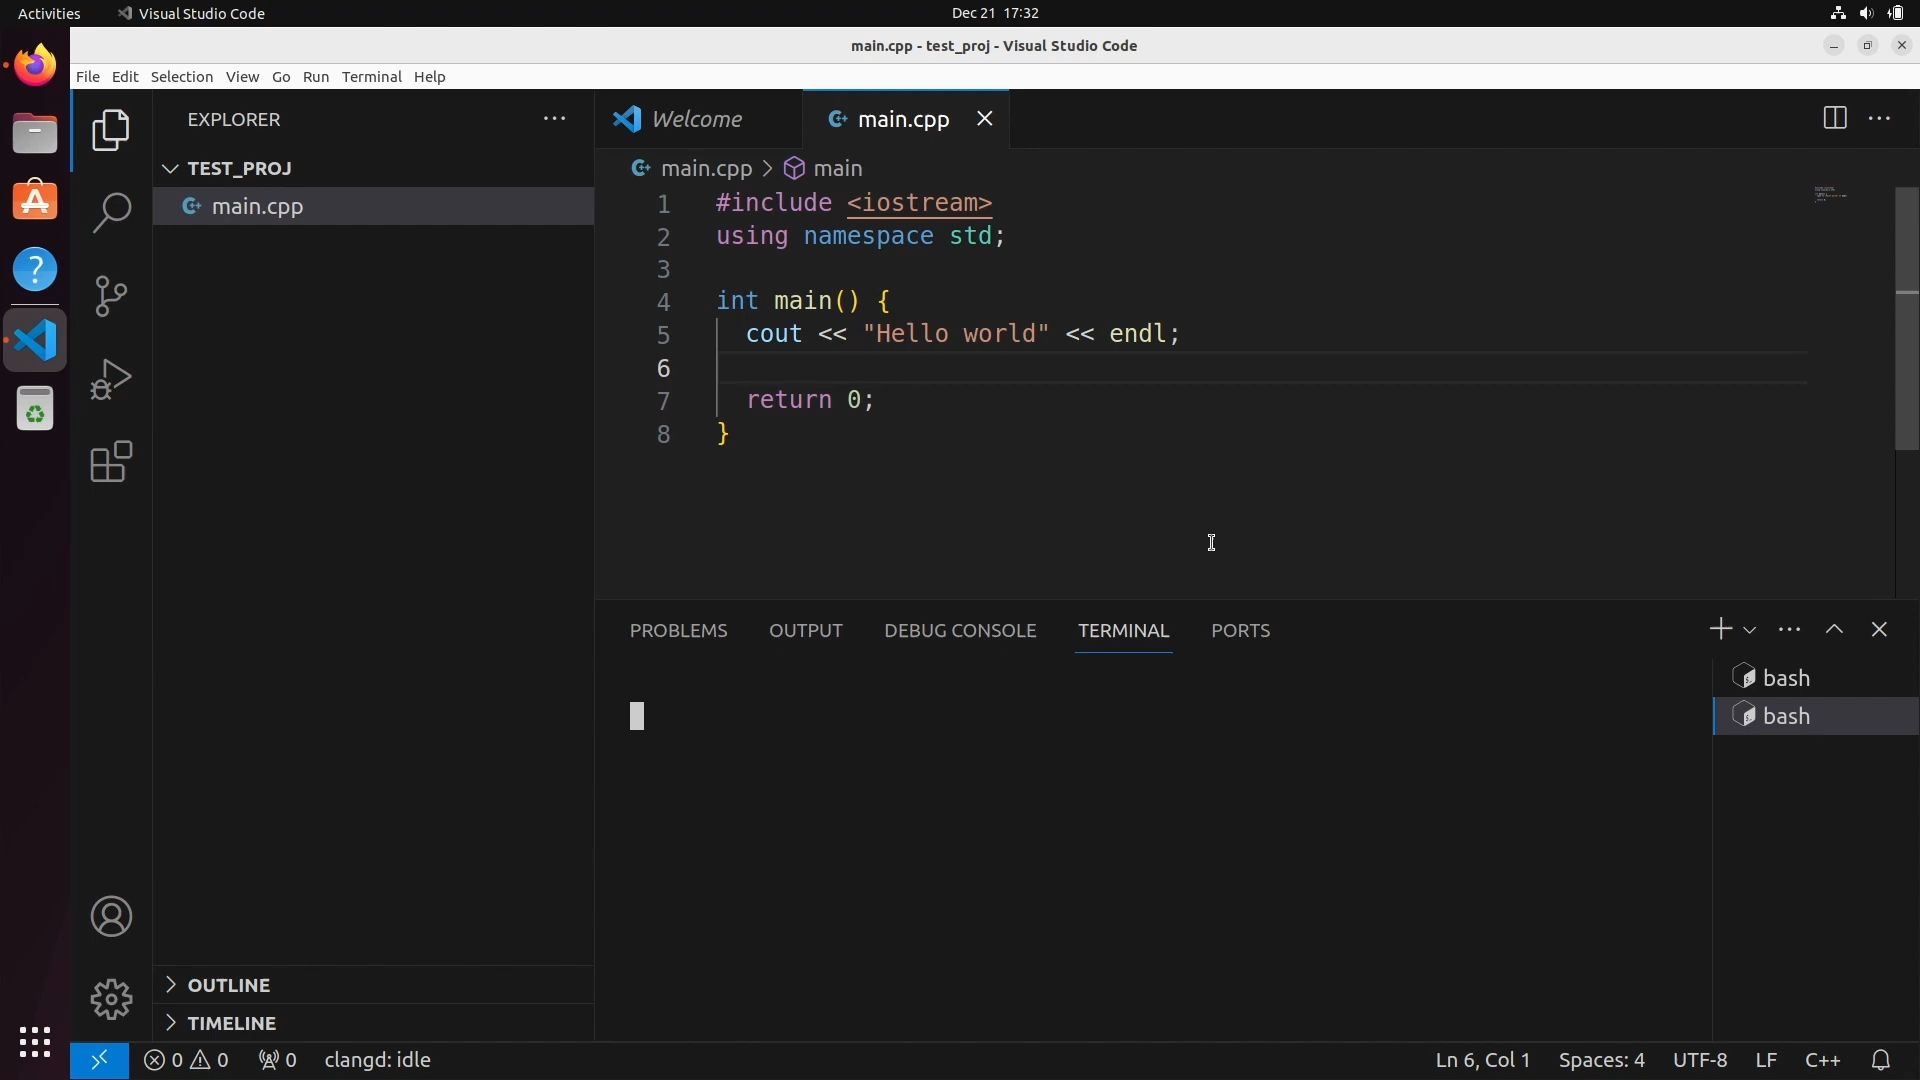 Activities Visual Studio Code Dec 21 17:32
main.cpp - test_proj - Visual Studio Code
File Edit Selection View Go Run Terminal Help
EXPLORER
Welcome main.cpp
TEST_PROJ
main.cpp
main.cpp > main
1 #include <iostream>
2 using namespace std;
3
4 int main() {
5 cout << "Hello world" << endl;
6
7 return 0;
8 }
PROBLEMS OUTPUT DEBUG CONSOLE TERMINAL PORTS
bash
bash
OUTLINE
TIMELINE
0 0 0 clangd: idle Ln 6, Col 1 Spaces: 4 UTF-8 LF C++